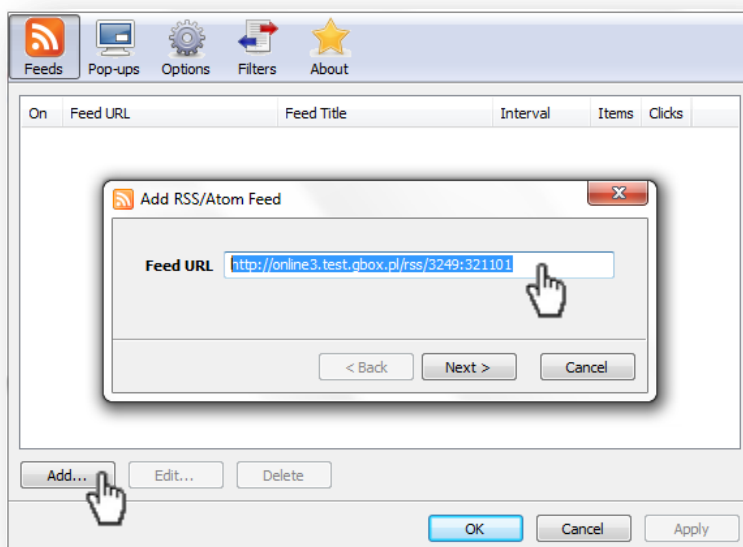 Feeds Pop-ups Options Filters About
On Feed URL Feed Title Interval Items Clicks
Add RSS/Atom Feed
Feed URL http://online3.test.gbox.pl/rss/3249:321101
< Back Next > Cancel
Add... Edit... Delete
OK Cancel Apply